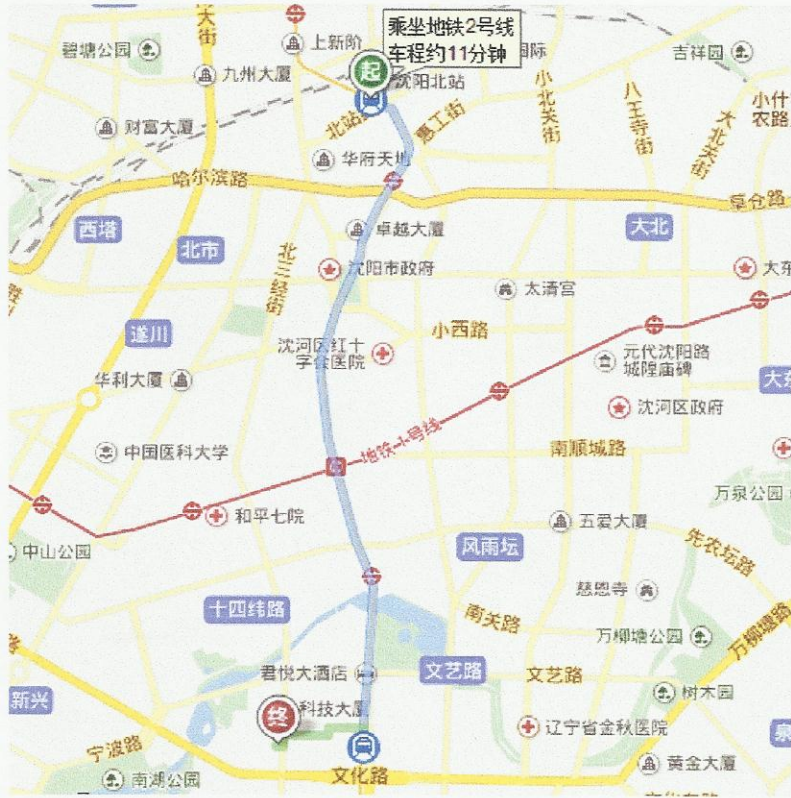 乘坐地铁2号线
车程约11分钟
大街
上新阶
国际
碧塘公园
吉祥园
九州大厦
起
沈阳北站
小北关街
八王寺街
大北关街
小什
农路
财富大厦
北站
惠工街
华府天地
哈尔滨路
草仓路
西塔
北市
北三经街
卓越大厦
大北
沈阳市政府
大东
太清宫
遂川
小西路
沈河区红十
字会医院
元代沈阳路
城隍庙碑
华利大厦
大东
沈河区政府
地铁1号线
中国医科大学
南顺城路
万泉公园
和平七院
五爱大厦
中山公园
风雨坛
先农坛路
慈恩寺
十四纬路
南关路
万柳塘公园
万柳塘路
君悦大酒店
文艺路
文艺路
新兴
树木园
终
科技大厦
辽宁省金秋医院
泉
宁波路
南湖公园
文化路
黄金大厦